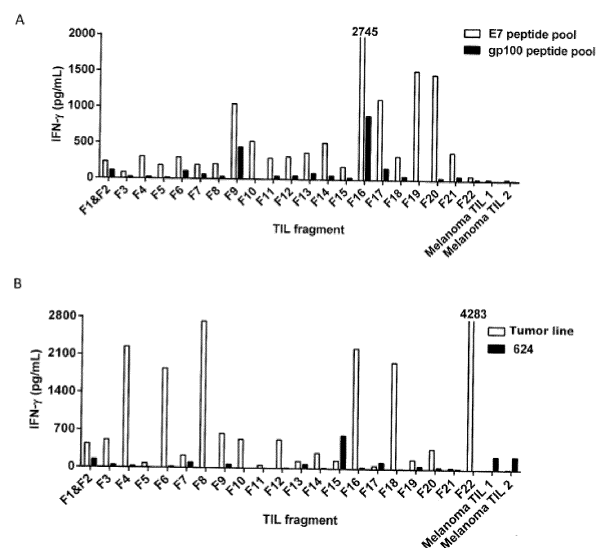 A
2745
2000
1500
1000
500
0
IFN-γ (pg/mL)
E7 peptide pool
gp100 peptide pool
F1&F2
F3
F4
F5
F6
F7
F8
F9
F10
F11
F12
F13
F14
F15
F16
F17
F18
F19
F20
F21
F22
Melanoma TIL 1
Melanoma TIL 2
TIL fragment
B
4283
2800
2100
1400
700
0
IFN-γ (pg/mL)
Tumor line
624
F1&F2
F3
F4
F5
F6
F7
F8
F9
F10
F11
F12
F13
F14
F15
F16
F17
F18
F19
F20
F21
F22
Melanoma TIL 1
Melanoma TIL 2
TIL fragment